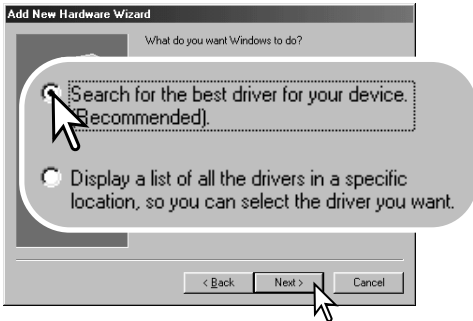 Add New Hardware Wizard
What do you want Windows to do?
Search for the best driver for your device.
(Recommended).
Display a list of all the drivers in a specific
location, so you can select the driver you want.
< Back Next > Cancel